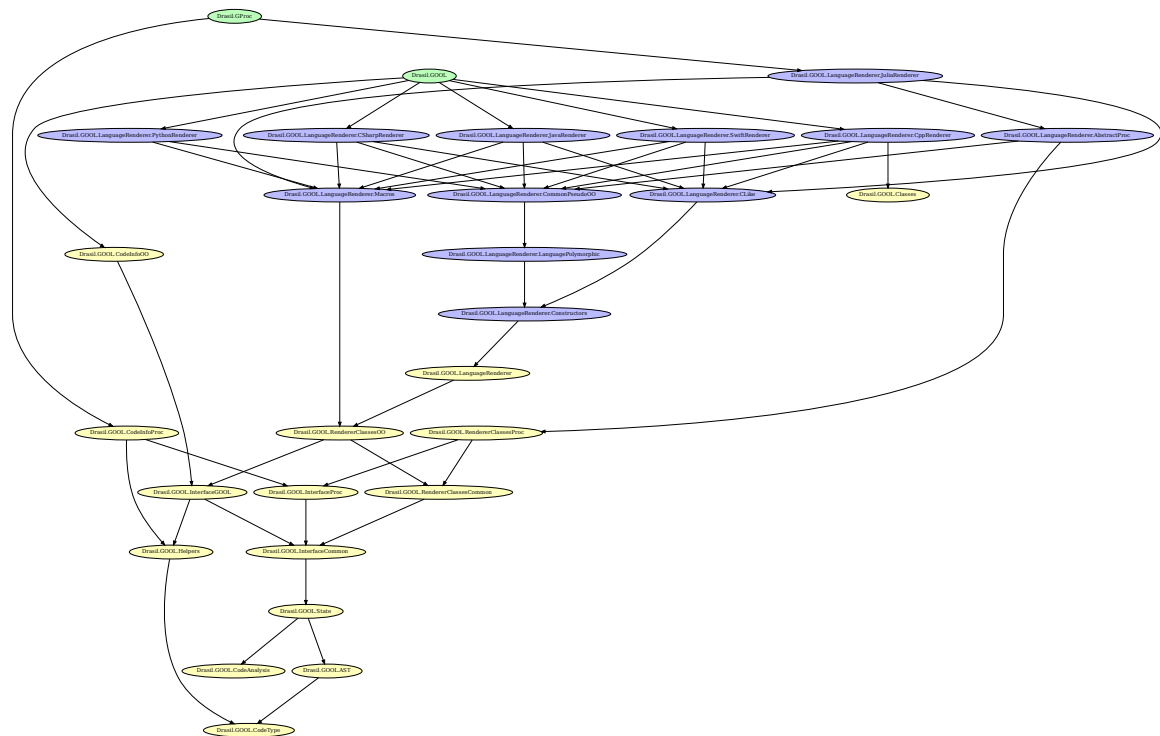 Drasil.GProc
Drasil.GOOL
Drasil.GOOL.LanguageRenderer.JuliaRenderer
Drasil.GOOL.LanguageRenderer.PythonRenderer
Drasil.GOOL.LanguageRenderer.CSharpRenderer
Drasil.GOOL.LanguageRenderer.JavaRenderer
Drasil.GOOL.LanguageRenderer.SwiftRenderer
Drasil.GOOL.LanguageRenderer.CppRenderer
Drasil.GOOL.LanguageRenderer.AbstractProc
Drasil.GOOL.LanguageRenderer.Macros
Drasil.GOOL.LanguageRenderer.CommonPseudoOO
Drasil.GOOL.LanguageRenderer.CLike
Drasil.GOOL.Classes
Drasil.GOOL.CodeInfoOO
Drasil.GOOL.LanguageRenderer.LanguagePolymorphic
Drasil.GOOL.LanguageRenderer.Constructors
Drasil.GOOL.LanguageRenderer
Drasil.GOOL.CodeInfoProc
Drasil.GOOL.RendererClassesOO
Drasil.GOOL.RendererClassesProc
Drasil.GOOL.InterfaceGOOL
Drasil.GOOL.InterfaceProc
Drasil.GOOL.RendererClassesCommon
Drasil.GOOL.Helpers
Drasil.GOOL.InterfaceCommon
Drasil.GOOL.State
Drasil.GOOL.CodeAnalysis
Drasil.GOOL.AST
Drasil.GOOL.CodeType